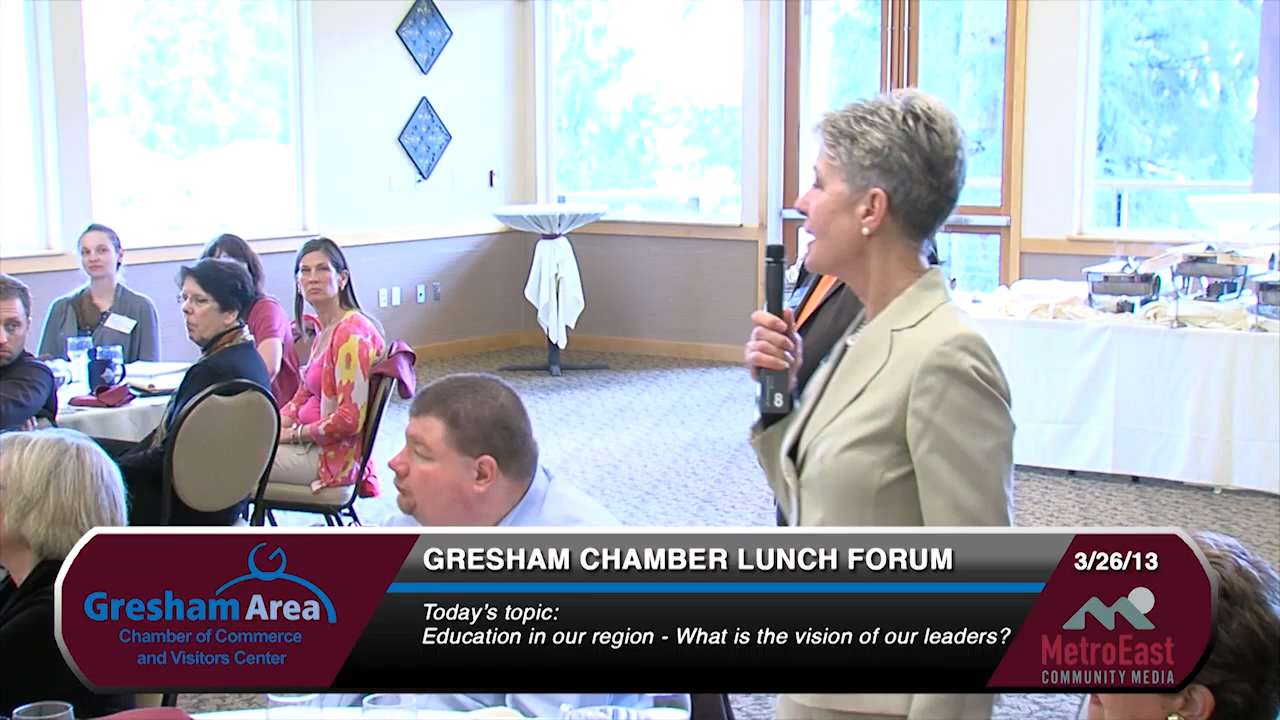 8
GRESHAM CHAMBER LUNCH FORUM
3/26/13
Gresham Area
Chamber of Commerce
and Visitors Center
Today's topic:
Education in our region - What is the vision of our leaders?
MetroEast
COMMUNITY MEDIA